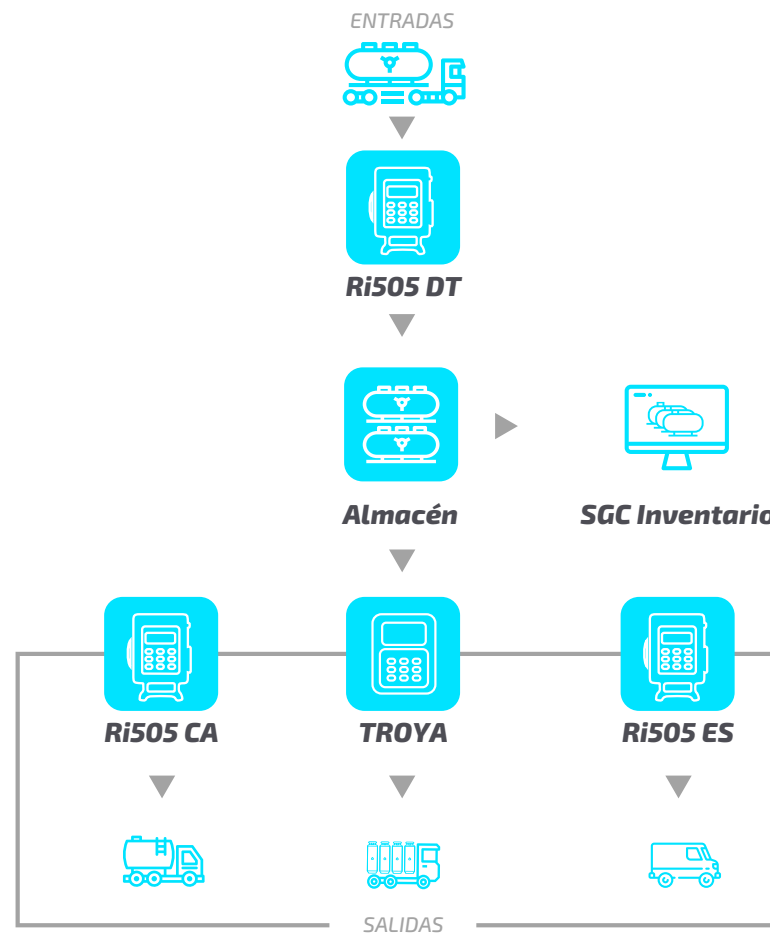 ENTRADAS
Ri505 DT
Almacén
SGC Inventario
Ri505 CA
TROYA
Ri505 ES
SALIDAS